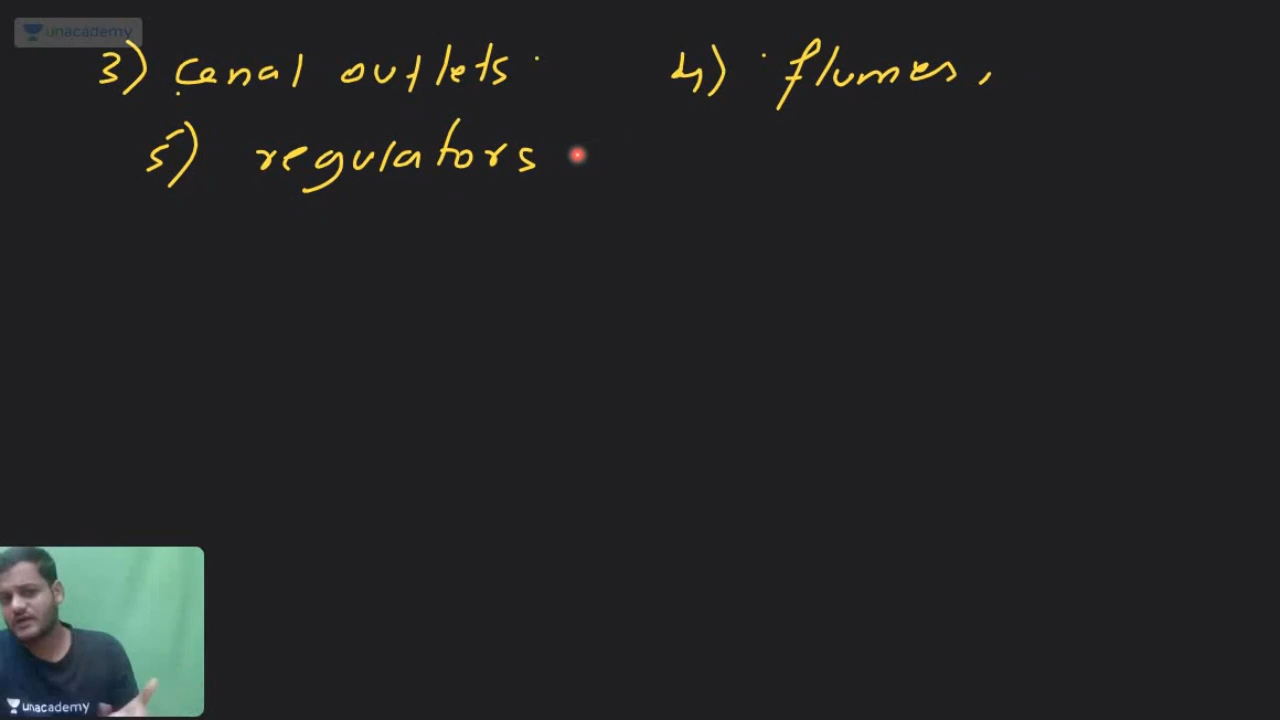 unacademy
3) canal outlets. 4) flumes,
5) regulators
unacademy